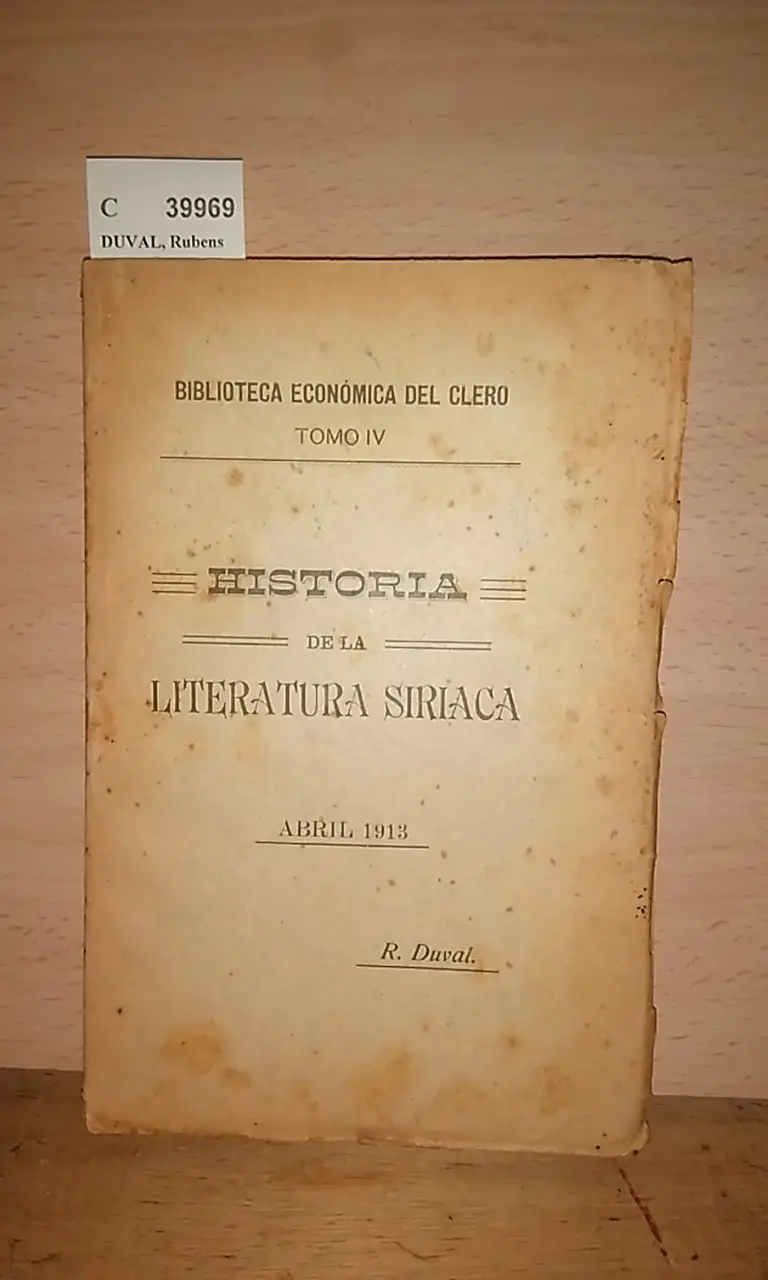 C 39969
DUVAL, Rubens
BIBLIOTECA ECONÓMICA DEL CLERO
TOMO IV
HISTORIA
DE LA
LITERATURA SIRIACA
ABRIL 1913
R. Duval.